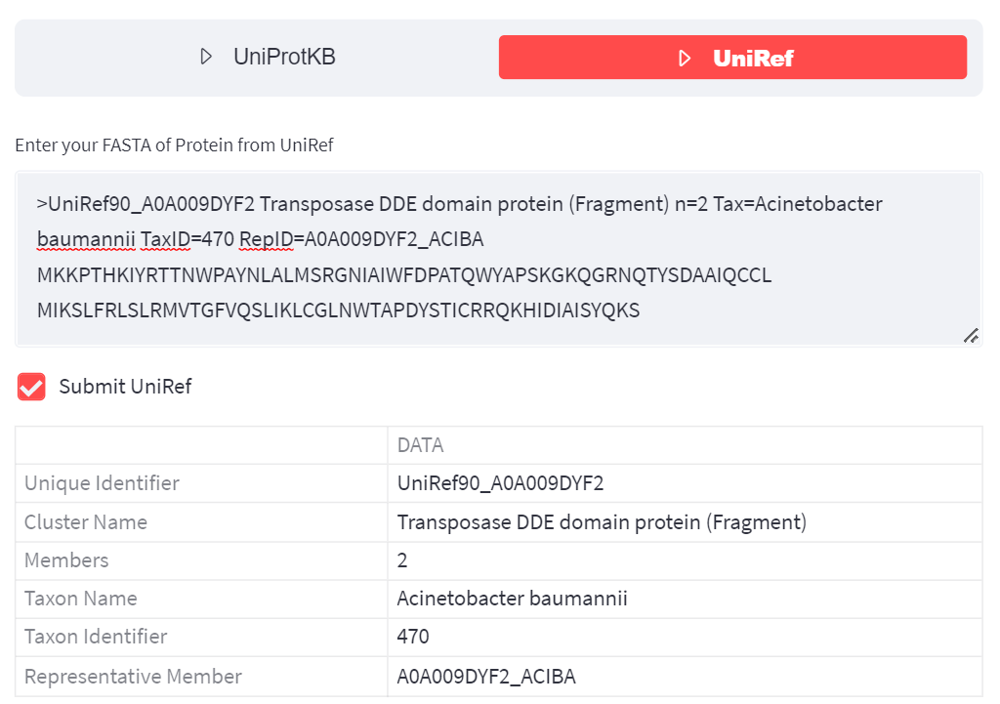 UniProtKB
UniRef
Enter your FASTA of Protein from UniRef
>UniRef90_A0A009DYF2 Transposase DDE domain protein (Fragment) n=2 Tax=Acinetobacter
baumannii TaxID=470 RepID=A0A009DYF2_ACIBA
MKKPTHKIYRTTNWPAYNLALMSRGNIAIWFDPATQWYAPSKGKQGRNQTYSDAAIQCCL
MIKSLFRLSLRMVTGFVQSLIKLCGLNWTAPDYSTICRRQKHIDIAISYQKS
Submit UniRef
DATA
Unique Identifier UniRef90_A0A009DYF2
Cluster Name Transposase DDE domain protein (Fragment)
Members 2
Taxon Name Acinetobacter baumannii
Taxon Identifier 470
Representative Member A0A009DYF2_ACIBA